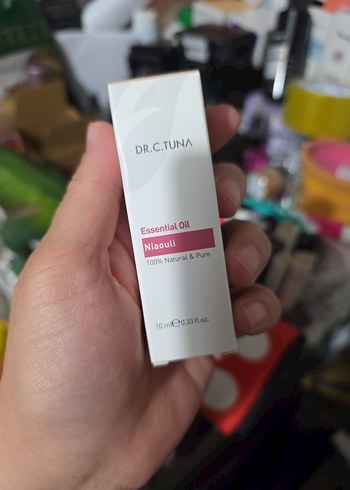 DR.C.TUNA
Essential Oil
Niaouli
100% Natural & Pure
10 ml e 0.33 fl.oz.